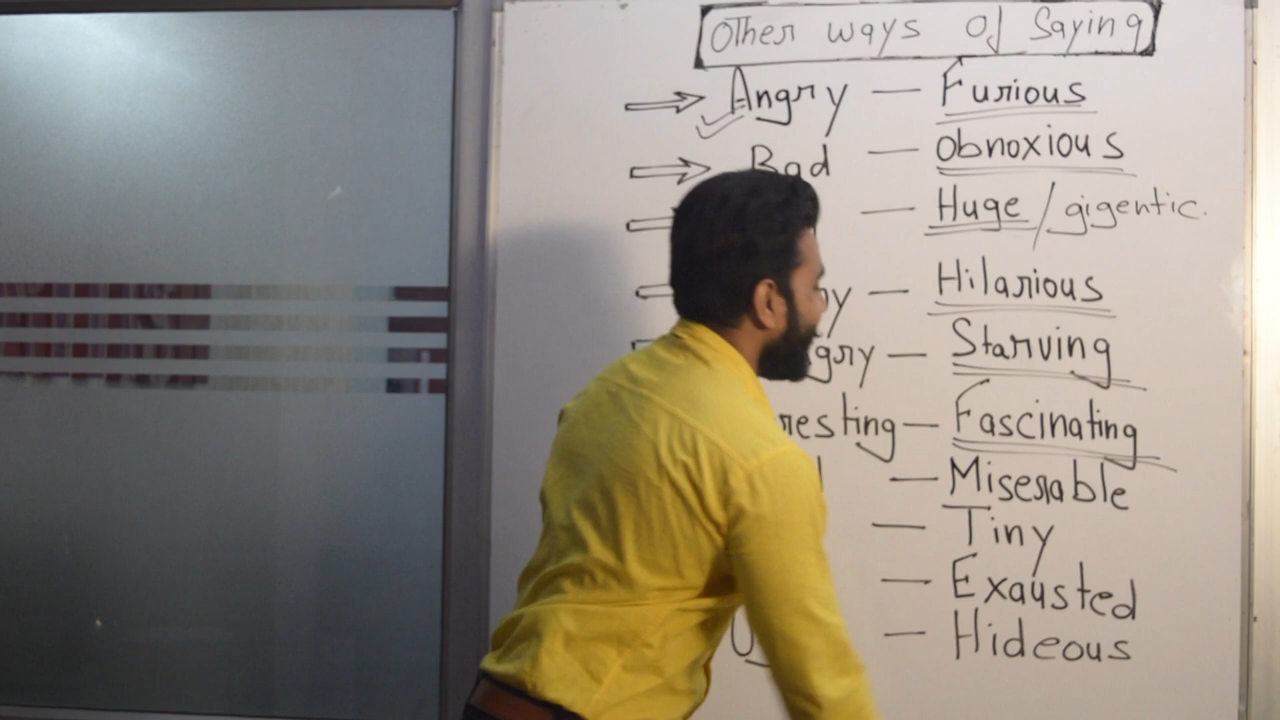 Other ways of Saying
Angry — Furious
Bad — obnoxious
— Huge / gigentic.
— Hilarious
— Starving
— Fascinating
— Miserable
— Tiny
— Exausted
— Hideous